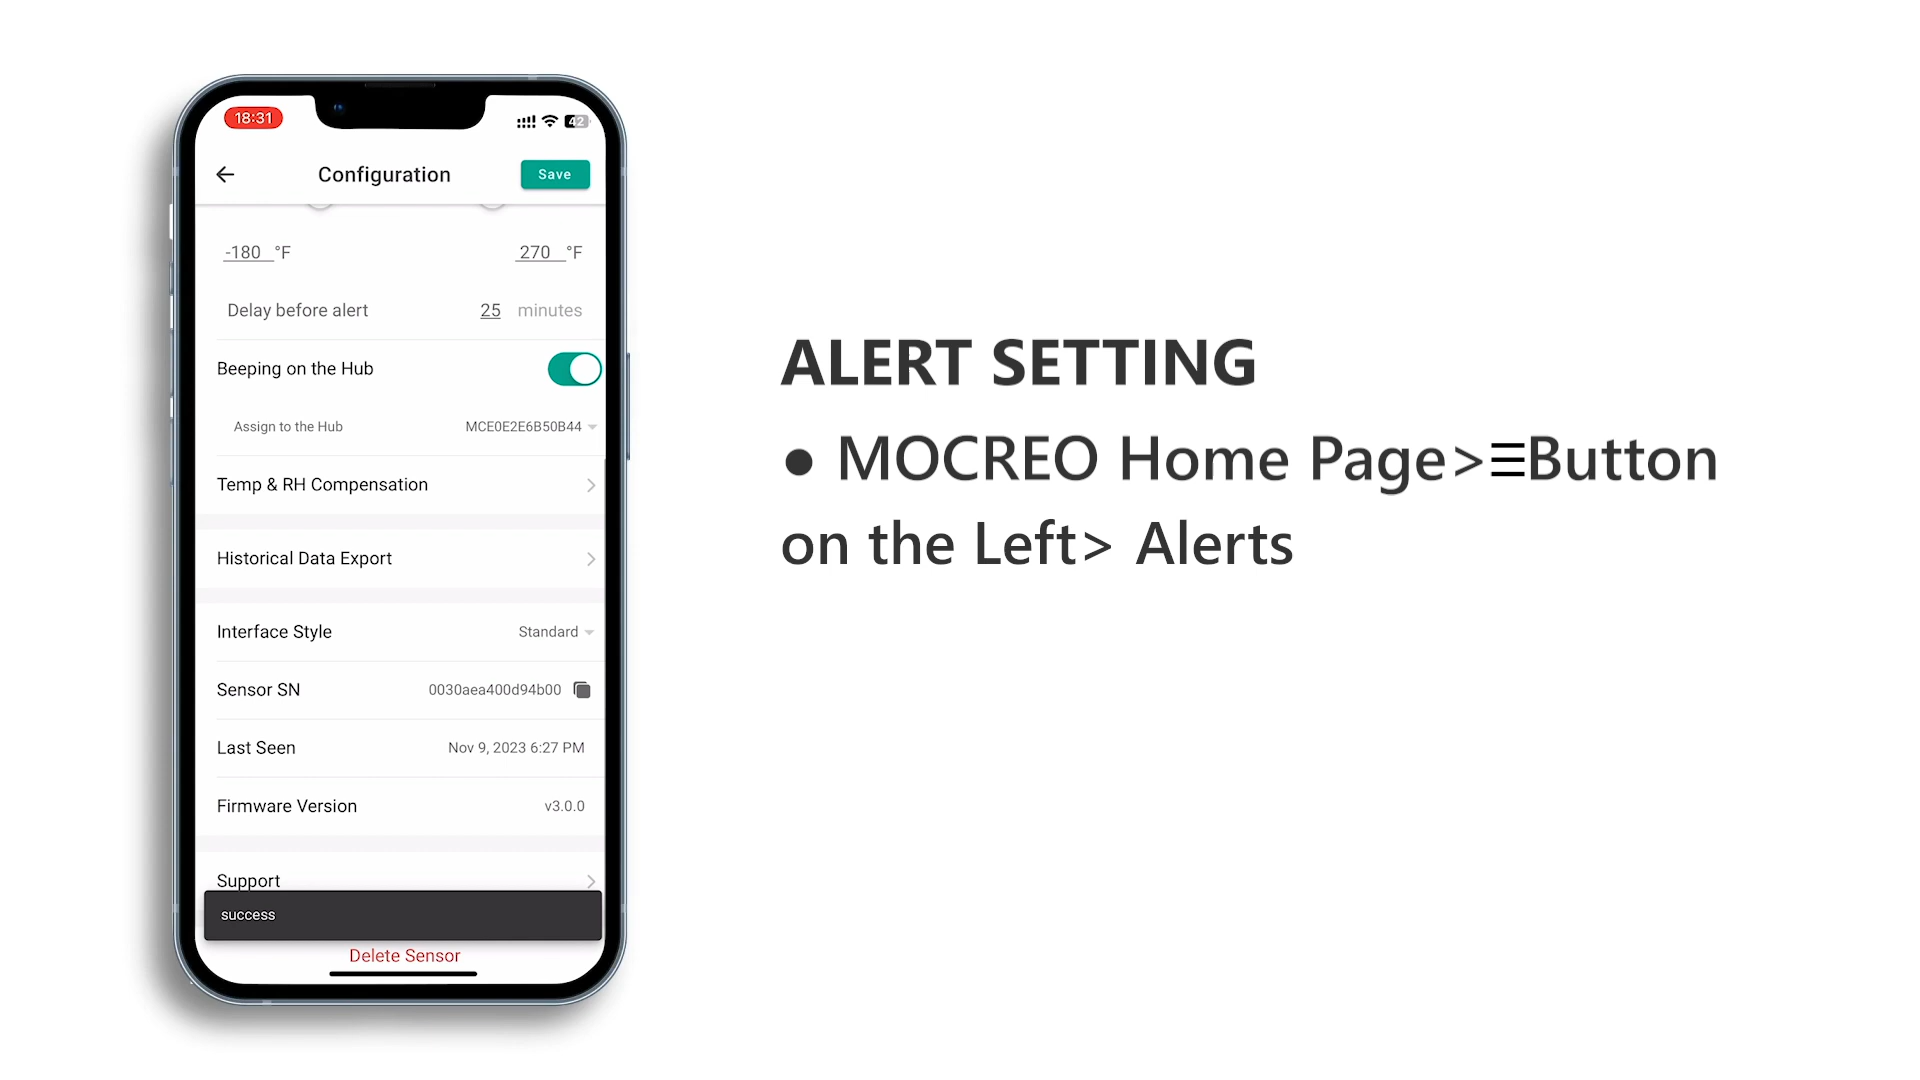 18:31
42
Configuration
Save
-180 °F
270 °F
Delay before alert 25 minutes
Beeping on the Hub
Assign to the Hub MCE0E2E6B50B44
Temp & RH Compensation
Historical Data Export
Interface Style Standard
Sensor SN 0030aea400d94b00
Last Seen Nov 9, 2023 6:27 PM
Firmware Version v3.0.0
Support
success
Delete Sensor
ALERT SETTING
● MOCREO Home Page>☰Button
on the Left> Alerts